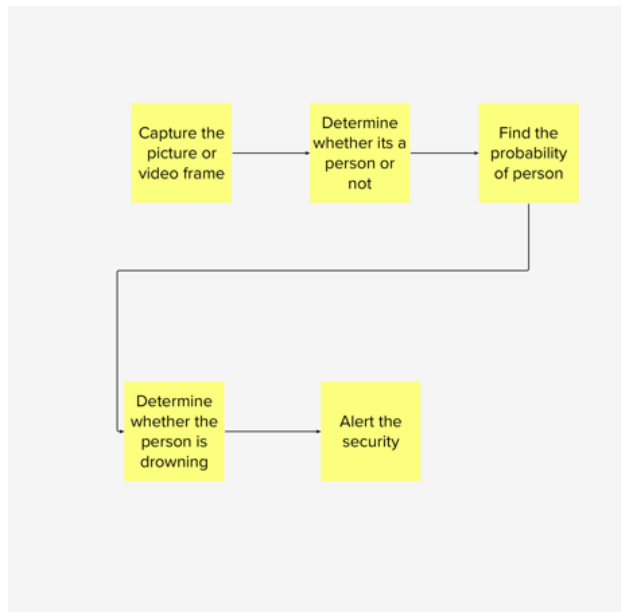 Capture the
picture or
video frame
Determine
whether its a
person or
not
Find the
probability
of person
Determine
whether the
person is
drowning
Alert the
security